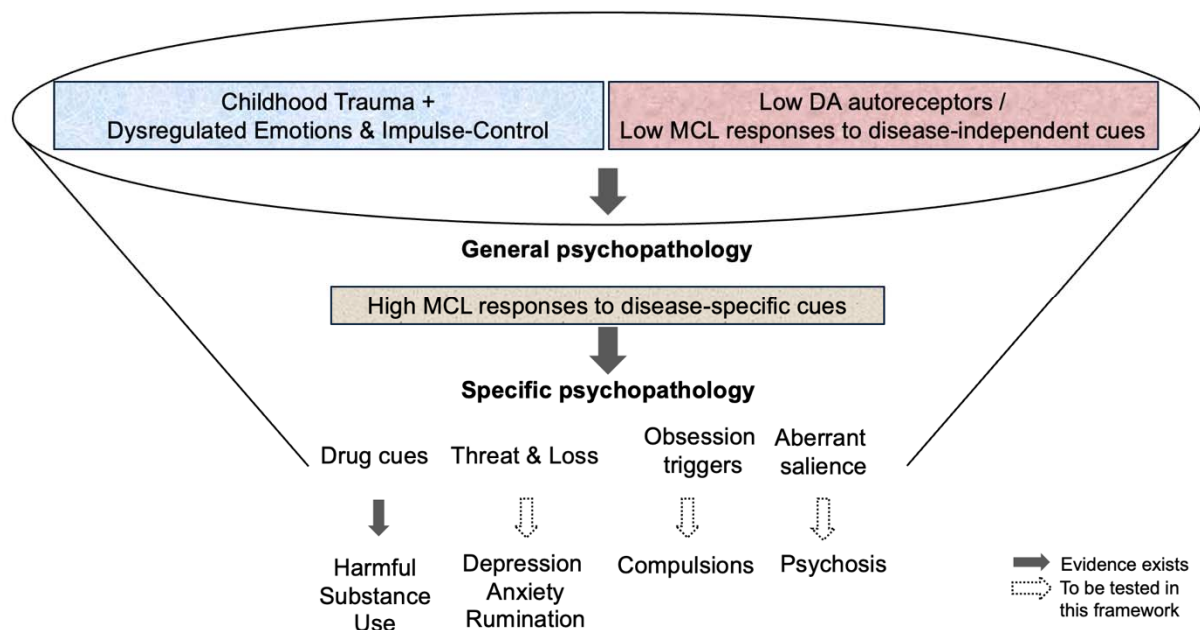 Childhood Trauma +
Dysregulated Emotions & Impulse-Control
Low DA autoreceptors /
Low MCL responses to disease-independent cues
General psychopathology
High MCL responses to disease-specific cues
Specific psychopathology
Drug cues
Threat & Loss
Obsession
triggers
Aberrant
salience
Harmful
Substance
Use
Depression
Anxiety
Rumination
Compulsions
Psychosis
Evidence exists
To be tested in
this framework